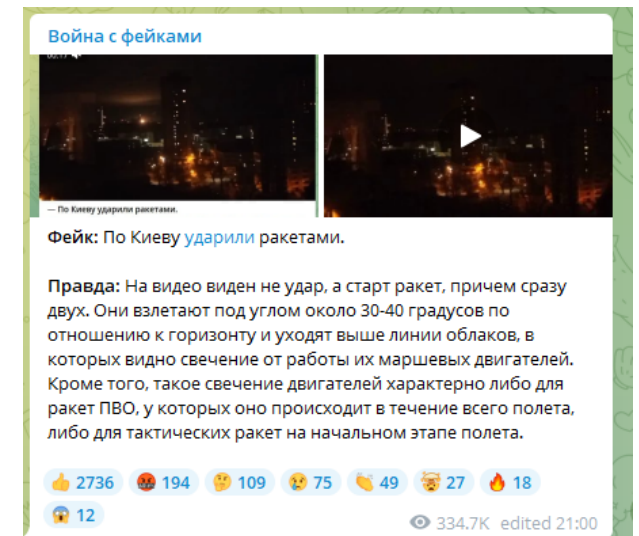 Война с фейками
00:17
— По Киеву ударили ракетами.
Фейк: По Киеву ударили ракетами.
Правда: На видео виден не удар, а старт ракет, причем сразу
двух. Они взлетают под углом около 30-40 градусов по
отношению к горизонту и уходят выше линии облаков, в
которых видно свечение от работы их маршевых двигателей.
Кроме того, такое свечение двигателей характерно либо для
ракет ПВО, у которых оно происходит в течение всего полета,
либо для тактических ракет на начальном этапе полета.
👍 2736 🤬 194 🤔 109 😢 75 👏 49 🤯 27 🔥 18
😱 12
334.7K edited 21:00